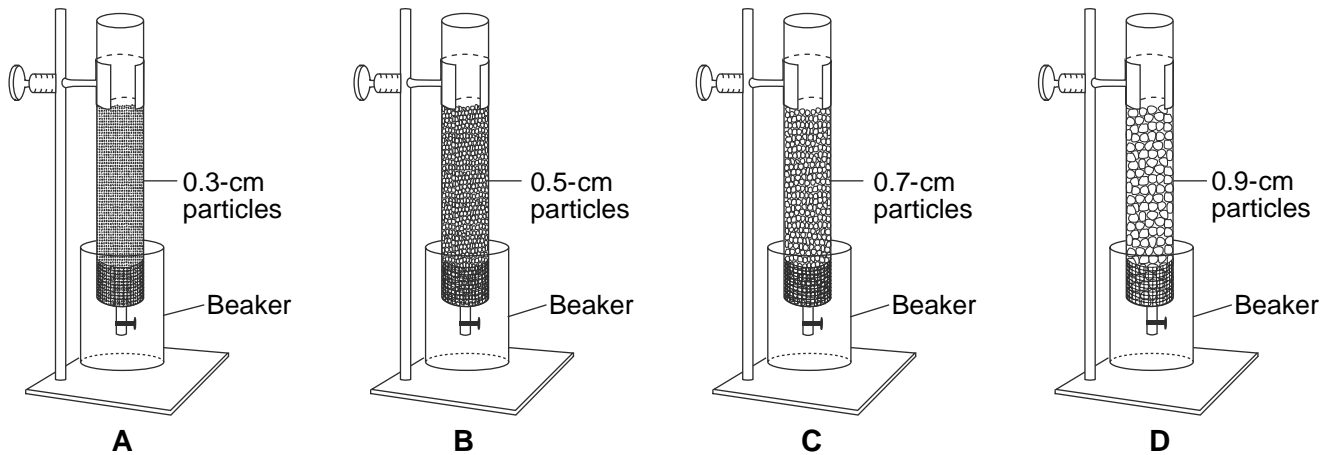 0.3-cm
particles
Beaker
A
0.5-cm
particles
Beaker
B
0.7-cm
particles
Beaker
C
0.9-cm
particles
Beaker
D